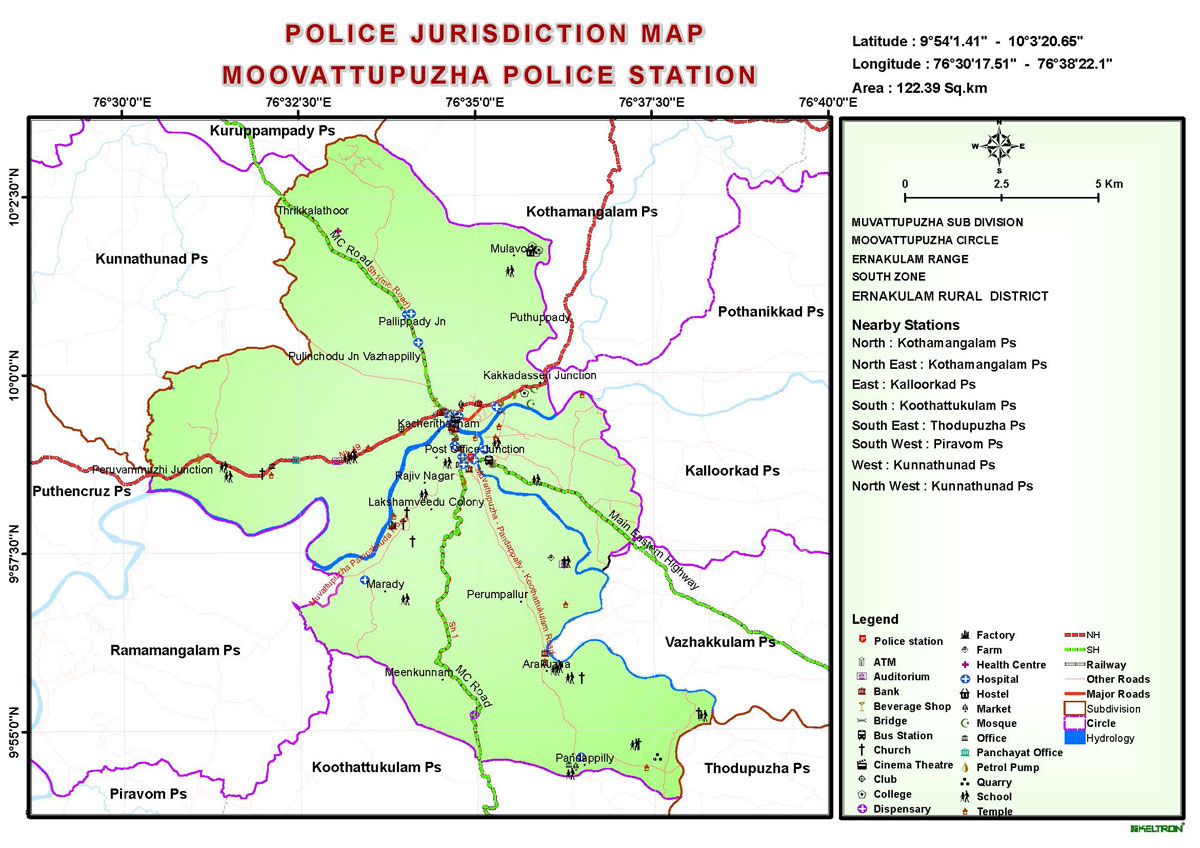 POLICE JURISDICTION MAP
MOOVATTUPUZHA POLICE STATION
Latitude : 9°54'1.41" - 10°3'20.65"
Longitude : 76°30'17.51" - 76°38'22.1"
Area : 122.39 Sq.km
76°30'0"E
76°32'30"E
76°35'0"E
76°37'30"E
76°40'0"E
10°2'30"N
10°0'0"N
9°57'30"N
9°55'0"N
Kuruppampady Ps
Kothamangalam Ps
Kunnathunad Ps
Pothanikkad Ps
Kalloorkad Ps
Puthencruz Ps
Ramamangalam Ps
Vazhakkulam Ps
Koothattukulam Ps
Thodupuzha Ps
Piravom Ps
Thrikkalathoor
MC Road
Sh1(mc Road)
Mulavoor
Pallippady Jn
Puthuppady
Pulinchodu Jn Vazhappilly
Kakkadasseri Junction
Kacherithazham
Post Office Junction
Peruvammuzhi Junction
Rajiv Nagar
Lakshamveedu Colony
Main Eastern Highway
Muvattupuzha - Pandappally - Koothattukulam Road
Marady
Perumpallur
Sh 1
Meenkunnam
MC Road
Arakuzha
Pandappilly
N
W
E
S
0
2.5
5 Km
MUVATTUPUZHA SUB DIVISION
MOOVATTUPUZHA CIRCLE
ERNAKULAM RANGE
SOUTH ZONE
ERNAKULAM RURAL DISTRICT
Nearby Stations
North : Kothamangalam Ps
North East : Kothamangalam Ps
East : Kalloorkad Ps
South : Koothattukulam Ps
South East : Thodupuzha Ps
South West : Piravom Ps
West : Kunnathunad Ps
North West : Kunnathunad Ps
Legend
Police station
ATM
Auditorium
Bank
Beverage Shop
Bridge
Bus Station
Church
Cinema Theatre
Club
College
Dispensary
Factory
Farm
Health Centre
Hospital
Hostel
Market
Mosque
Office
Panchayat Office
Petrol Pump
Quarry
School
Temple
NH
SH
Railway
Other Roads
Major Roads
Subdivision
Circle
Hydrology
KELTRON